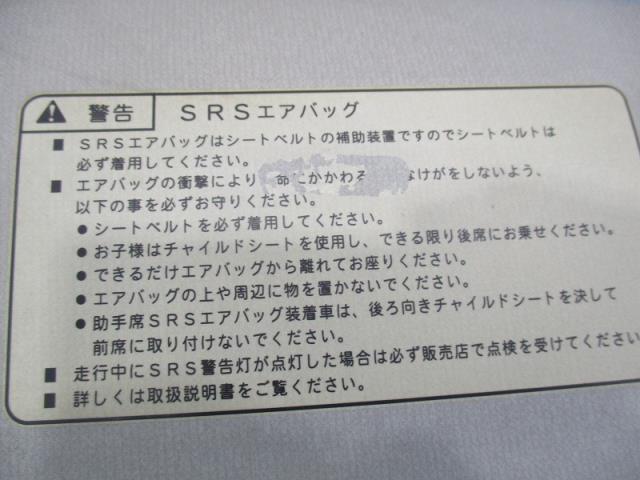 警告 SRSエアバッグ
■ SRSエアバッグはシートベルトの補助装置ですのでシートベルトは
必ず着用してください。
■ エアバッグの衝撃により 命にかかわる なけがをしないよう、
以下の事を必ずお守りください。
● シートベルトを必ず着用してください。
● お子様はチャイルドシートを使用し、できる限り後席にお乗せください。
● できるだけエアバッグから離れてお座りください。
● エアバッグの上や周辺に物を置かないでください。
● 助手席SRSエアバッグ装着車は、後ろ向きチャイルドシートを決して
前席に取り付けないでください。
■ 走行中にSRS警告灯が点灯した場合は必ず販売店で点検を受けてください
■ 詳しくは取扱説明書をご覧ください。